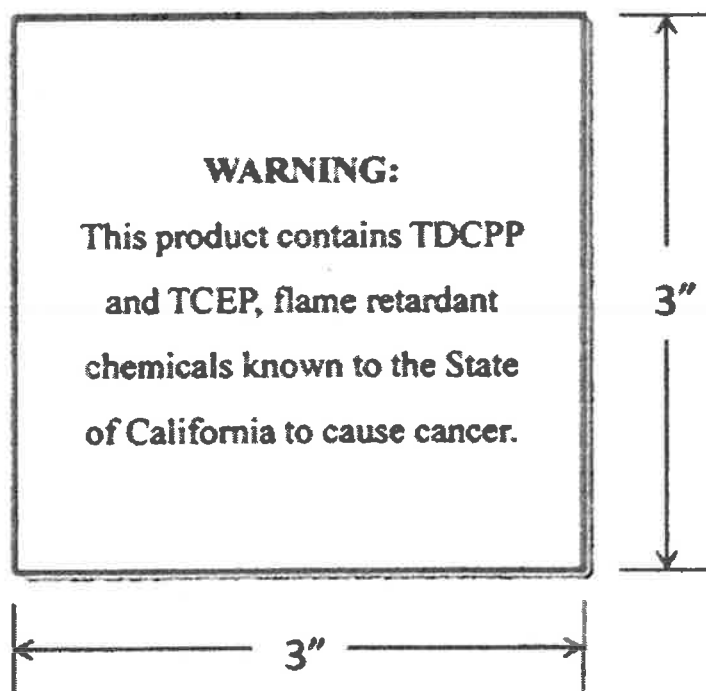 WARNING:
This product contains TDCPP
and TCEP, flame retardant
chemicals known to the State
of California to cause cancer.
3″
3″